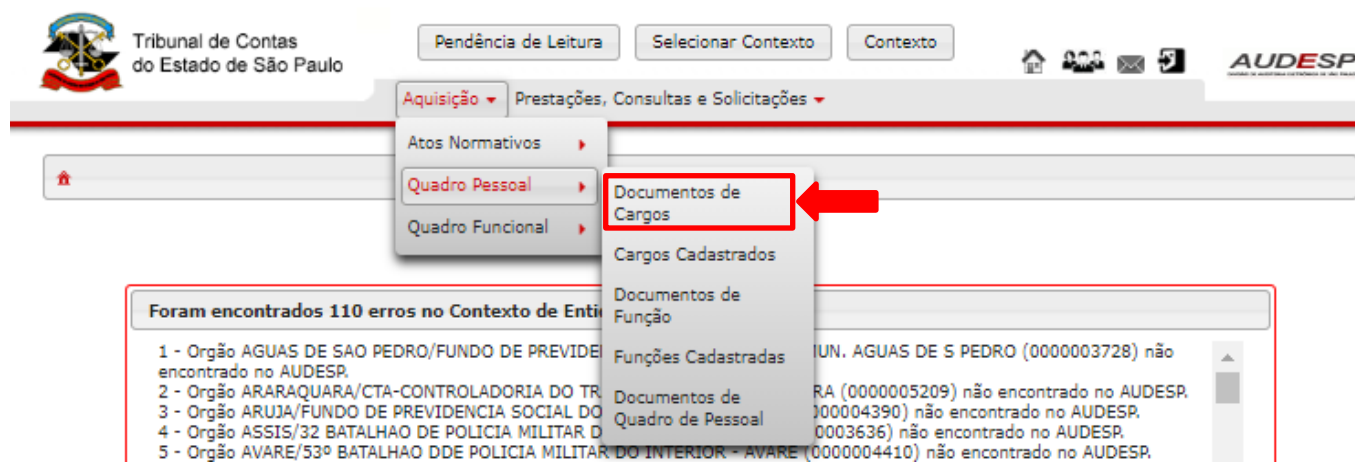 Tribunal de Contas
do Estado de São Paulo
Pendência de Leitura
Selecionar Contexto
Contexto
AUDESP
Aquisição
Prestações, Consultas e Solicitações
Atos Normativos
Quadro Pessoal
Quadro Funcional
Documentos de
Cargos
Cargos Cadastrados
Documentos de
Função
Funções Cadastradas
Documentos de
Quadro de Pessoal
Foram encontrados 110 erros no Contexto de Enti
1 - Orgão AGUAS DE SAO PEDRO/FUNDO DE PREVIDE MUN. AGUAS DE S PEDRO (0000003728) não
encontrado no AUDESP.
2 - Orgão ARARAQUARA/CTA-CONTROLADORIA DO TR RA (0000005209) não encontrado no AUDESP.
3 - Orgão ARUJA/FUNDO DE PREVIDENCIA SOCIAL DO 000004390) não encontrado no AUDESP.
4 - Orgão ASSIS/32 BATALHAO DE POLICIA MILITAR D 0003636) não encontrado no AUDESP.
5 - Orgão AVARE/53º BATALHAO DDE POLICIA MILITAR DO INTERIOR - AVARE (0000004410) não encontrado no AUDESP.